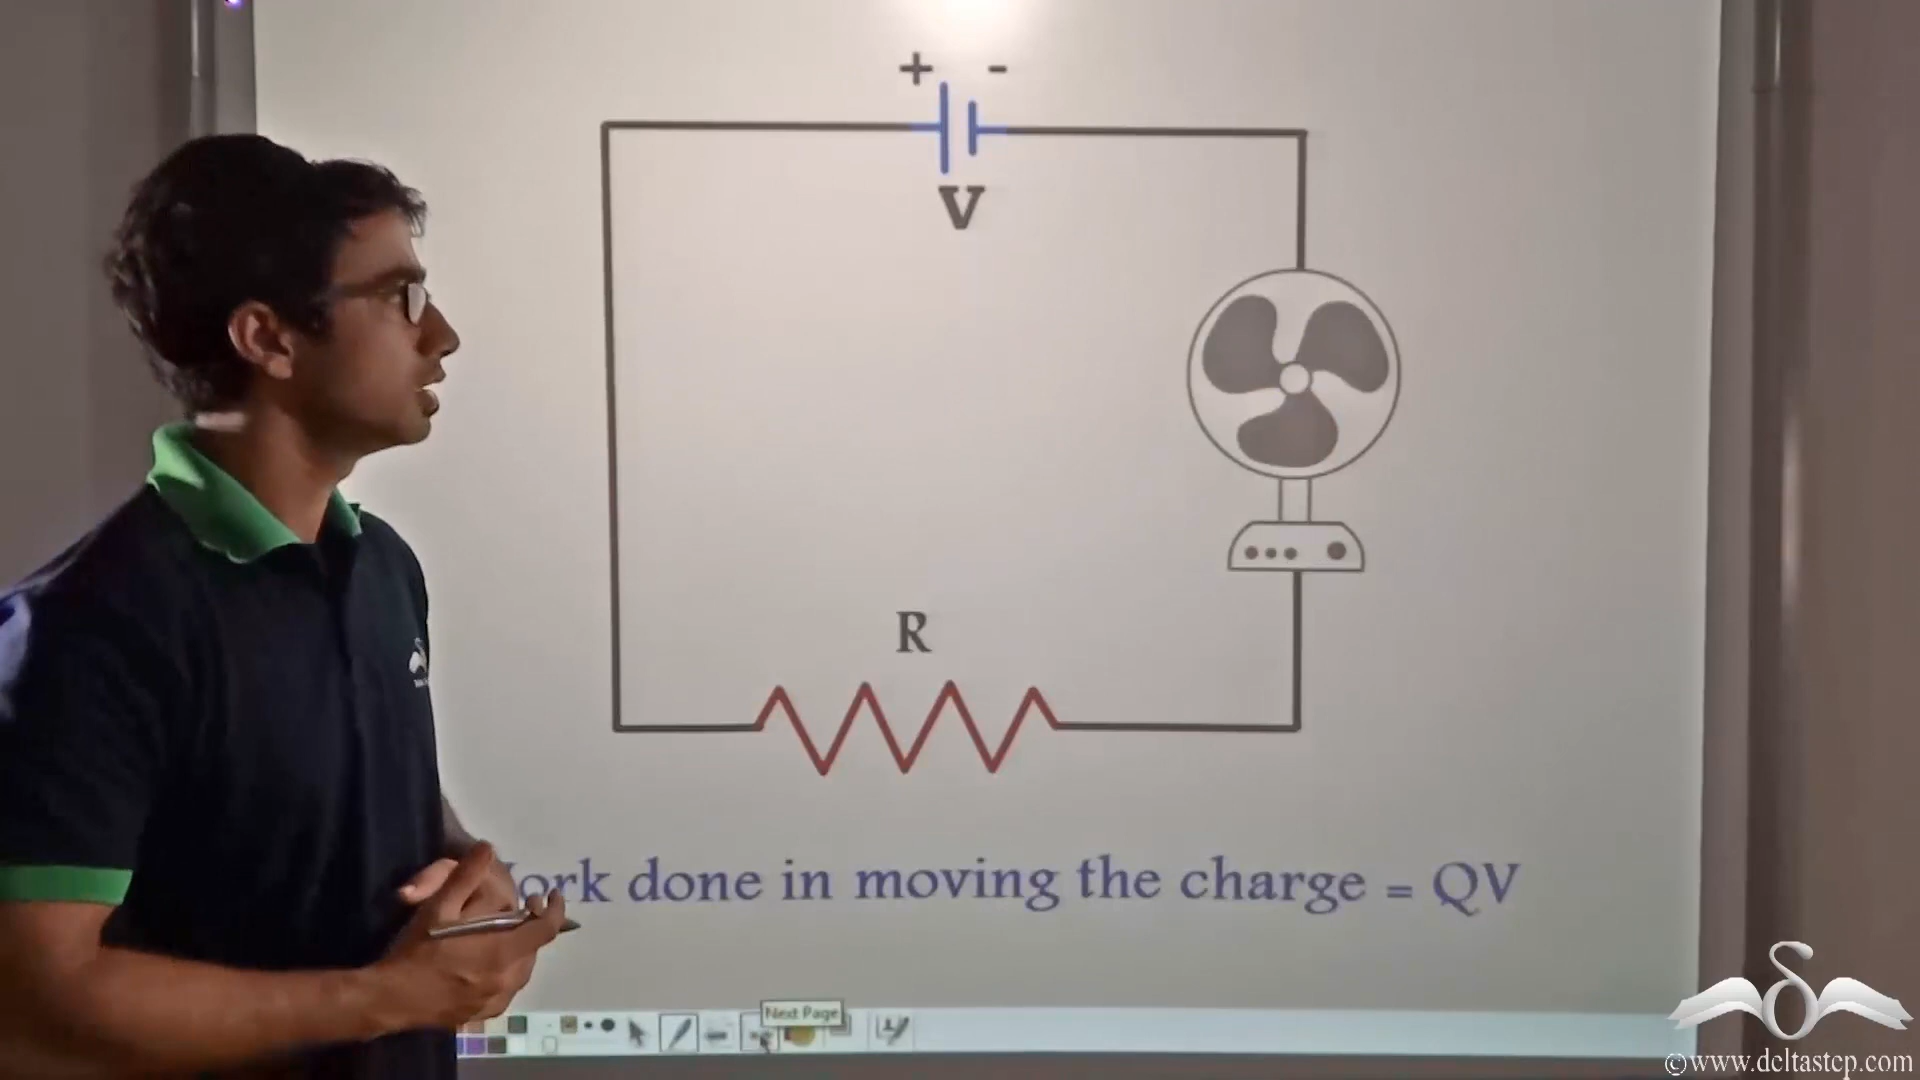 + -
V
R
ork done in moving the charge = QV
Next Page
©www.deltastep.com